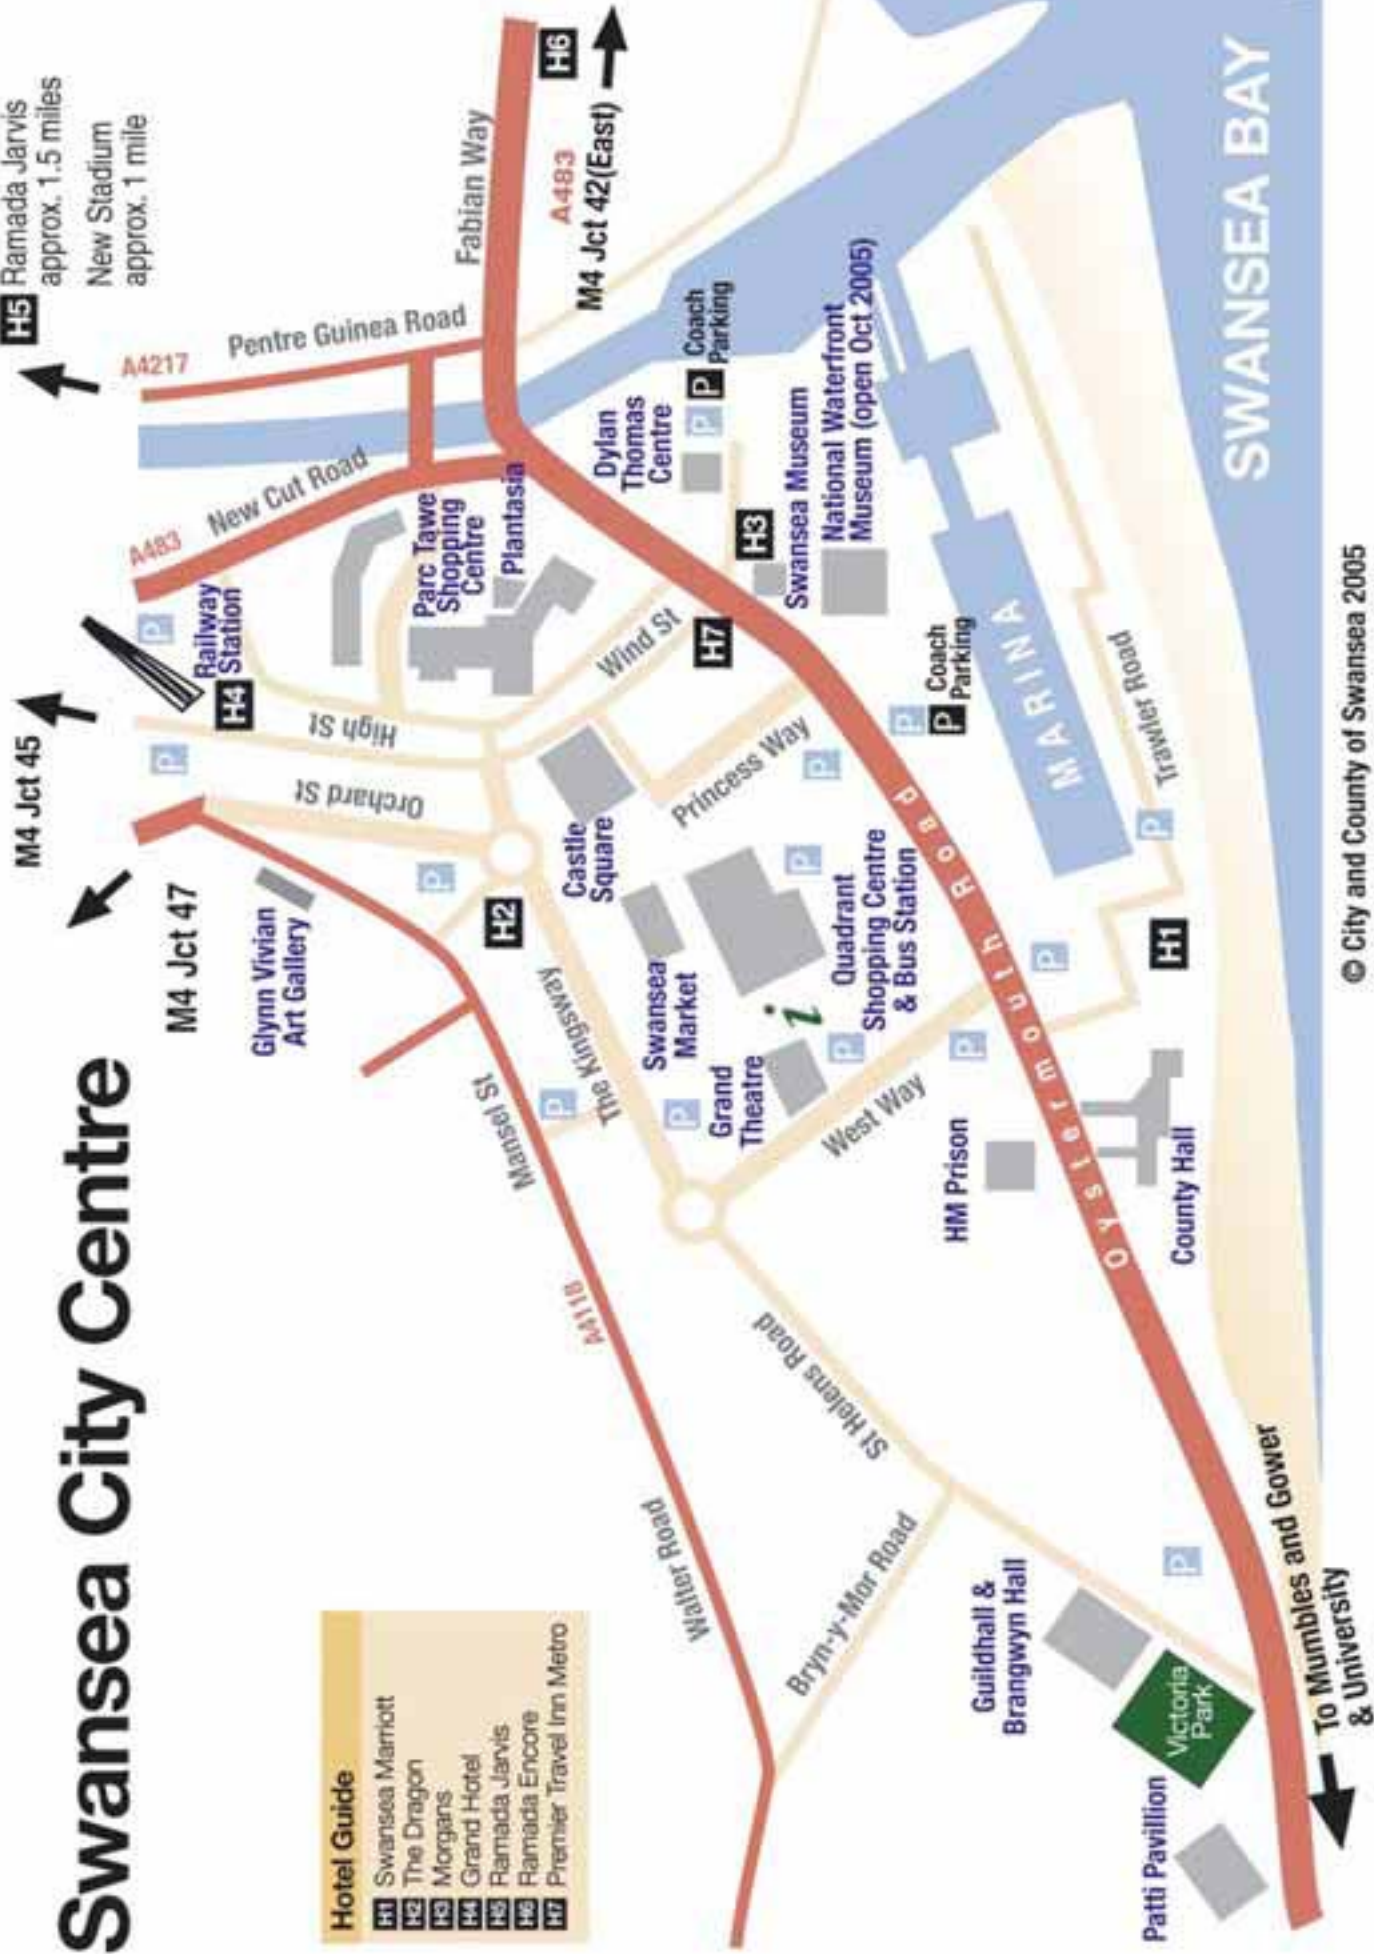 Swansea City Centre
Hotel Guide
H1 Swansea Marriott
H2 The Dragon
H3 Morgans
H4 Grand Hotel
H5 Ramada Jarvis
H6 Ramada Encore
H7 Premier Travel Inn Metro
M4 Jct 47
M4 Jct 45
H5 Ramada Jarvis
approx. 1.5 miles
New Stadium
approx. 1 mile
Glynn Vivian
Art Gallery
P
P
Railway
Station
H4
A483
New Cut Road
A4217
Pentre Guinea Road
Fabian Way
H6
A483
M4 Jct 42(East)
Orchard St
High St
Parc Tawe
Shopping
Centre
Plantasia
P
H2
Mansel St
The Kingsway
P
A4118
Walter Road
Castle
Square
Wind St
Dylan
Thomas
Centre
P
P Coach
Parking
H7
H3
Swansea Museum
National Waterfront
Museum (open Oct 2005)
Princess Way
P
Swansea
Market
P
Grand
Theatre
i
P
Quadrant
Shopping Centre
& Bus Station
P
P
P Coach
Parking
MARINA
Trawler Road
P
SWANSEA BAY
West Way
P
P
H1
HM Prison
Oystermouth Road
County Hall
St Helens Road
Bryn-y-Mor Road
Guildhall &
Brangwyn Hall
P
Victoria
Park
Patti Pavillion
To Mumbles and Gower
& University
© City and County of Swansea 2005